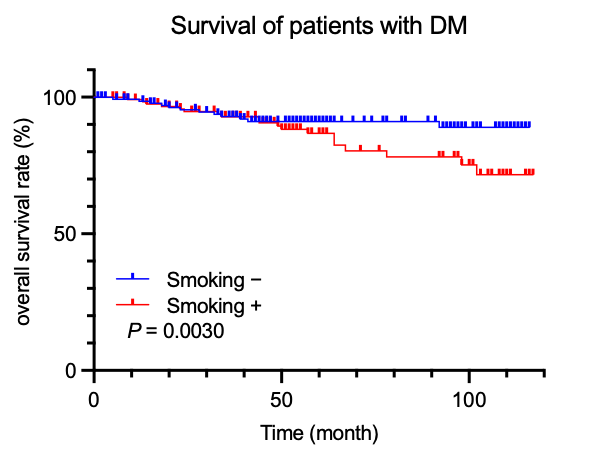 Survival of patients with DM
overall survival rate (%)
100
50
0
Smoking −
Smoking +
P = 0.0030
0 50 100
Time (month)